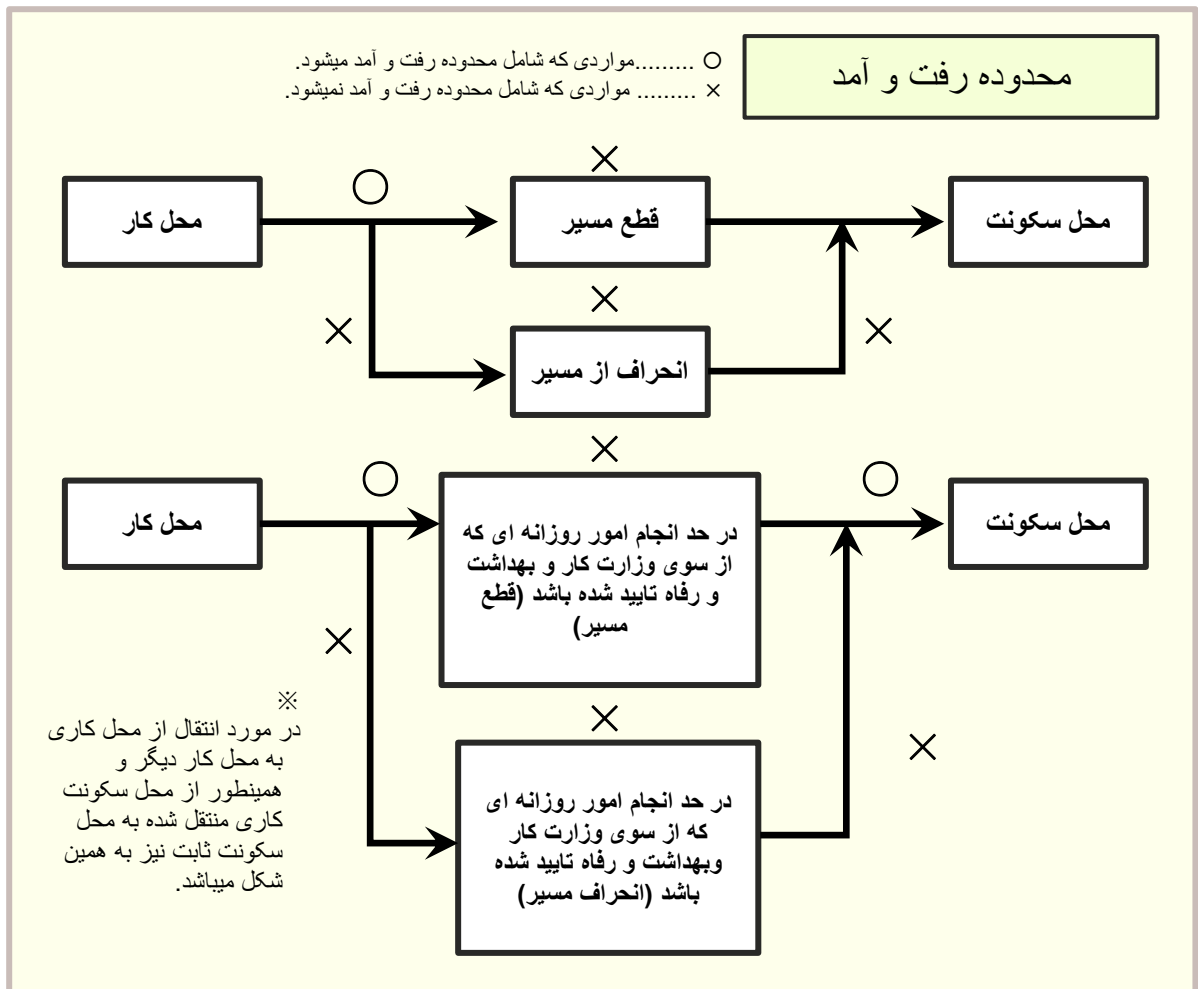 محدوده رفت و آمد
○ .........مواردی که شامل محدوده رفت و آمد میشود.
× ......... مواردی که شامل محدوده رفت و آمد نمیشود.
×
○
محل کار
قطع مسیر
محل سکونت
×
×
×
انحراف از مسیر
×
○
○
محل کار
در حد انجام امور روزانه ای که
از سوی وزارت کار و بهداشت
و رفاه تایید شده باشد (قطع
مسیر)
محل سکونت
×
×
×
در حد انجام امور روزانه ای
که از سوی وزارت کار
وبهداشت و رفاه تایید شده
باشد (انحراف مسیر)
※
در مورد انتقال از محل کاری
به محل کار دیگر و
همینطور از محل سکونت
کاری منتقل شده به محل
سکونت ثابت نیز به همین
شکل میباشد.